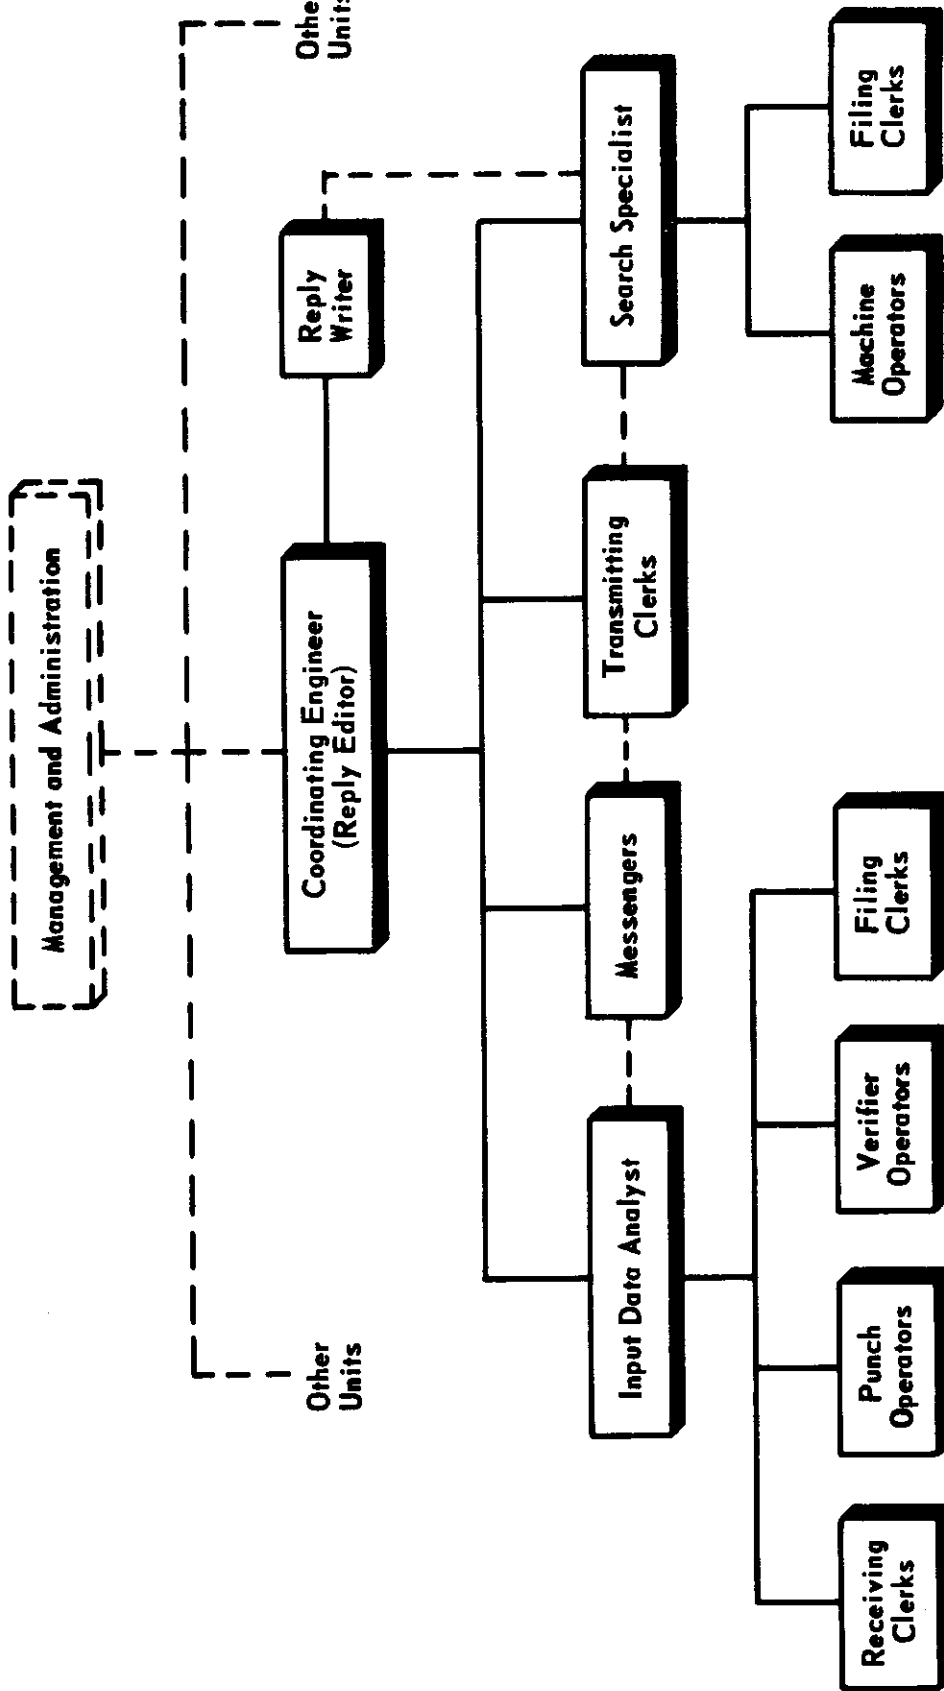 Management and Administration
Other
Units
Coordinating Engineer
(Reply Editor)
Reply
Writer
Othe
Units
Input Data Analyst
Messengers
Transmitting
Clerks
Search Specialist
Receiving
Clerks
Punch
Operators
Verifier
Operators
Filing
Clerks
Machine
Operators
Filing
Clerks